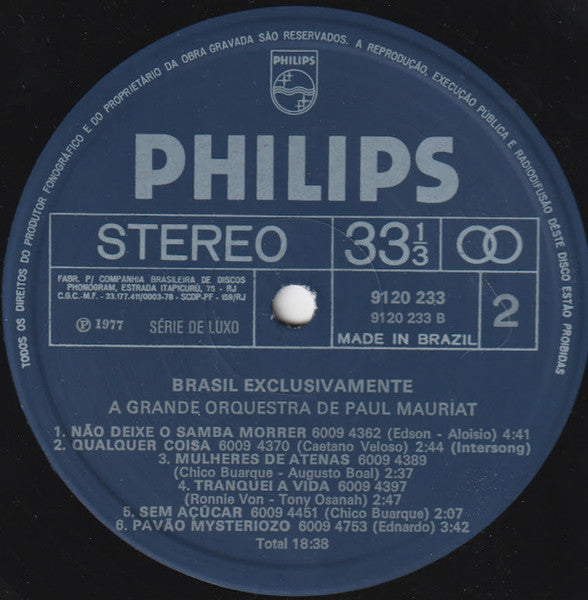 TODOS OS DIREITOS DO PRODUTOR FONOGRÁFICO E DO PROPRIETÁRIO DA OBRA GRAVADA SÃO RESERVADOS. A REPRODUÇÃO, EXECUÇÃO PÚBLICA E RADIODIFUSÃO DÊSTE DISCO ESTÃO PROIBIDAS
PHILIPS
PHILIPS
STEREO 33 1/3
FABR. P/ COMPANHIA BRASILEIRA DE DISCOS
PHONOGRAM, ESTRADA ITAPICURÚ, 75 - RJ
C.G.C.-M.F. - 33.177.411/0003-78 - SCDP-PF - 159/RJ
℗ 1977 SÉRIE DE LUXO
9120 233
9120 233 B
2
MADE IN BRAZIL
BRASIL EXCLUSIVAMENTE
A GRANDE ORQUESTRA DE PAUL MAURIAT
1. NÃO DEIXE O SAMBA MORRER 6009 4362 (Edson - Aloisio) 4:41
2. QUALQUER COISA 6009 4370 (Caetano Veloso) 2:44 (Intersong)
3. MULHERES DE ATENAS 6009 4389
(Chico Buarque - Augusto Boal) 2:37
4. TRANQUEI A VIDA 6009 4397
(Ronnie Von - Tony Osanah) 2:47
5. SEM AÇÚCAR 6009 4451 (Chico Buarque) 2:07
6. PAVÃO MYSTERIOZO 6009 4753 (Ednardo) 3:42
Total 18:38